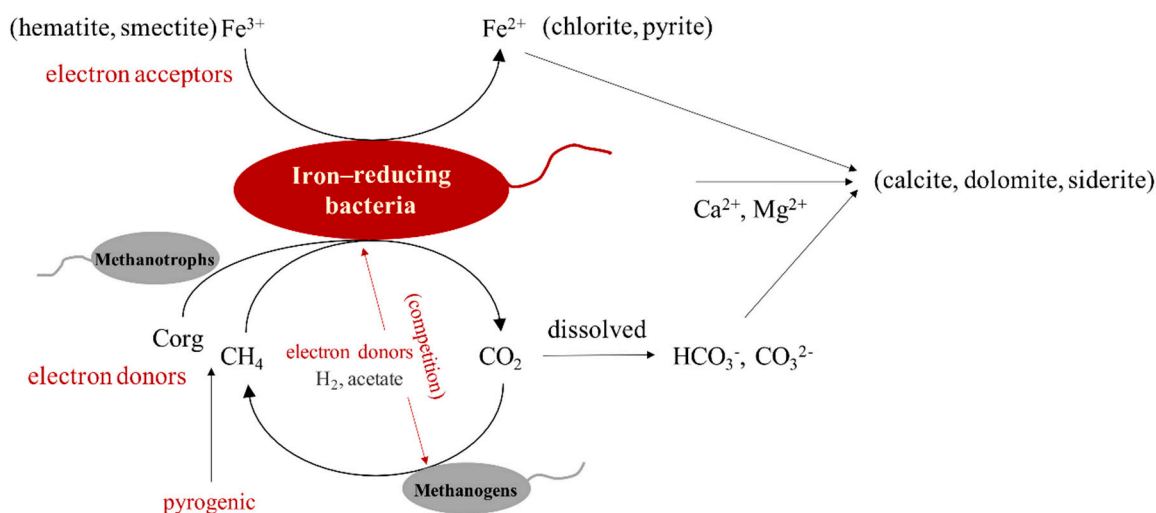 (hematite, smectite) Fe³⁺
Fe²⁺ (chlorite, pyrite)
electron acceptors
Iron–reducing
bacteria
(calcite, dolomite, siderite)
Ca²⁺, Mg²⁺
Methanotrophs
(competition)
Corg
CH₄
electron donors
electron donors
H₂, acetate
CO₂
dissolved
HCO₃⁻, CO₃²⁻
pyrogenic
Methanogens